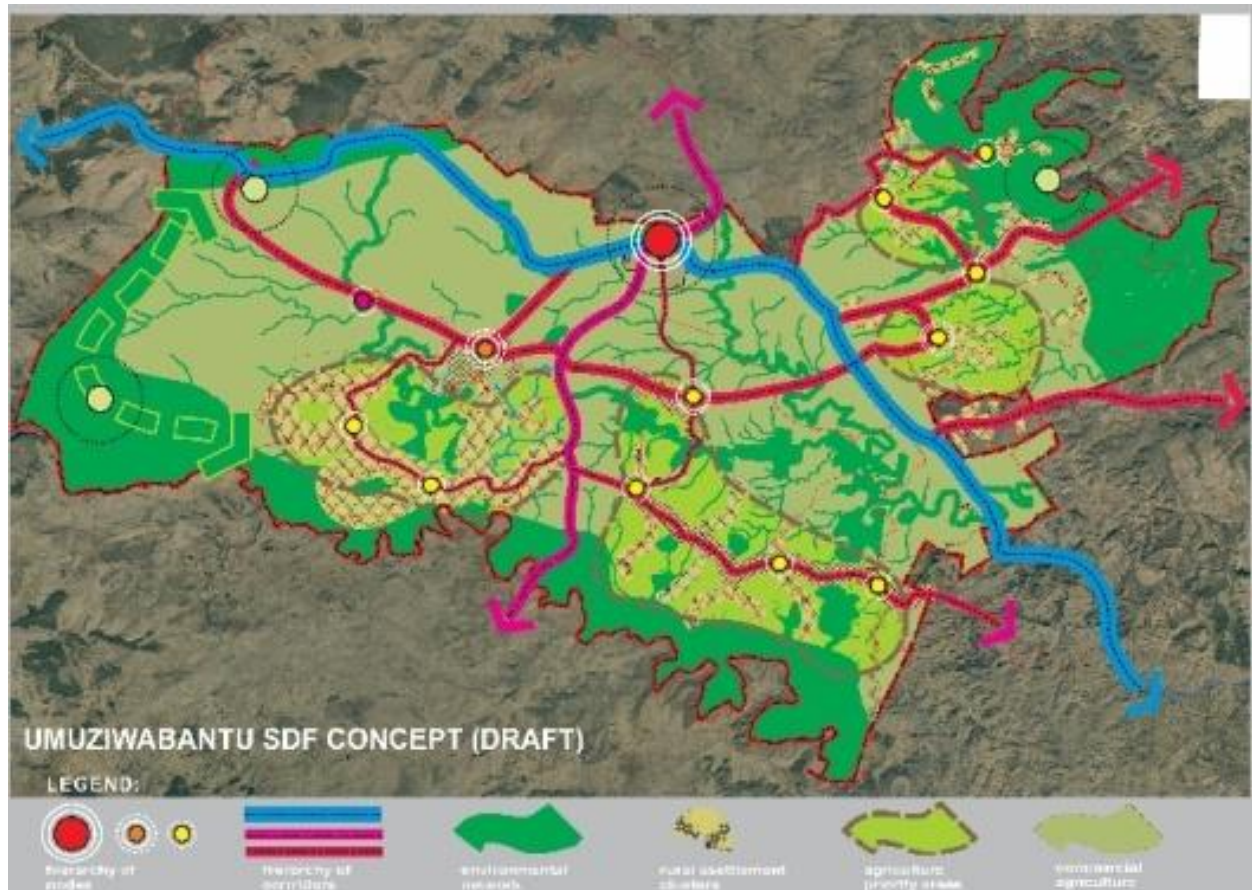 UMUZIWABANTU SDF CONCEPT (DRAFT)
LEGEND:
hierarchy of
nodes
hierarchy of
corridors
environmental
network
rural
clusters
agriculture
priority areas
commercial
agriculture